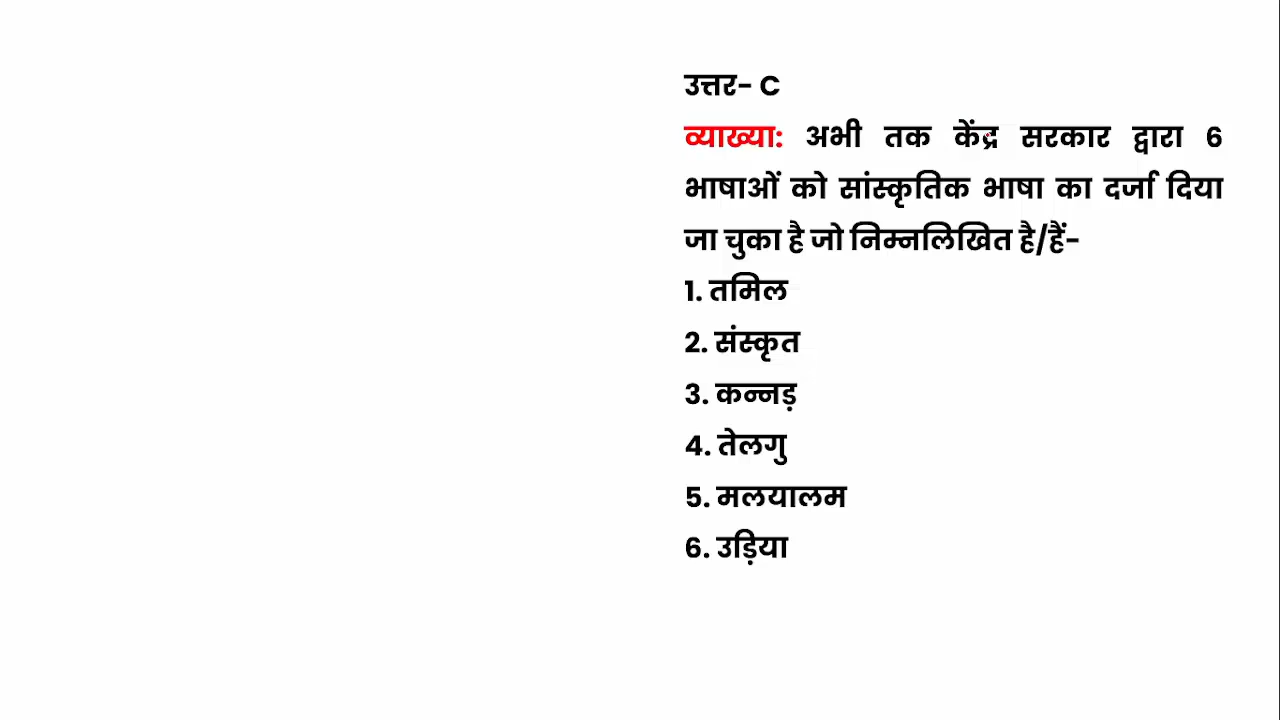 उत्तर- C
व्याख्या: अभी तक केंद्र सरकार द्वारा 6
भाषाओं को सांस्कृतिक भाषा का दर्जा दिया
जा चुका है जो निम्नलिखित है/हैं-
1. तमिल
2. संस्कृत
3. कन्नड़
4. तेलगु
5. मलयालम
6. उड़िया